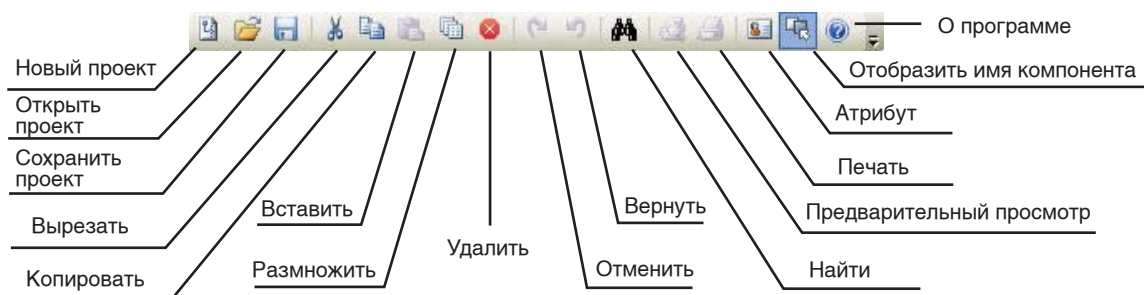 О программе
Новый проект
Отобразить имя компонента
Открыть
проект
Атрибут
Сохранить
проект
Печать
Вставить
Вернуть
Предварительный просмотр
Вырезать
Удалить
Копировать
Размножить
Отменить
Найти